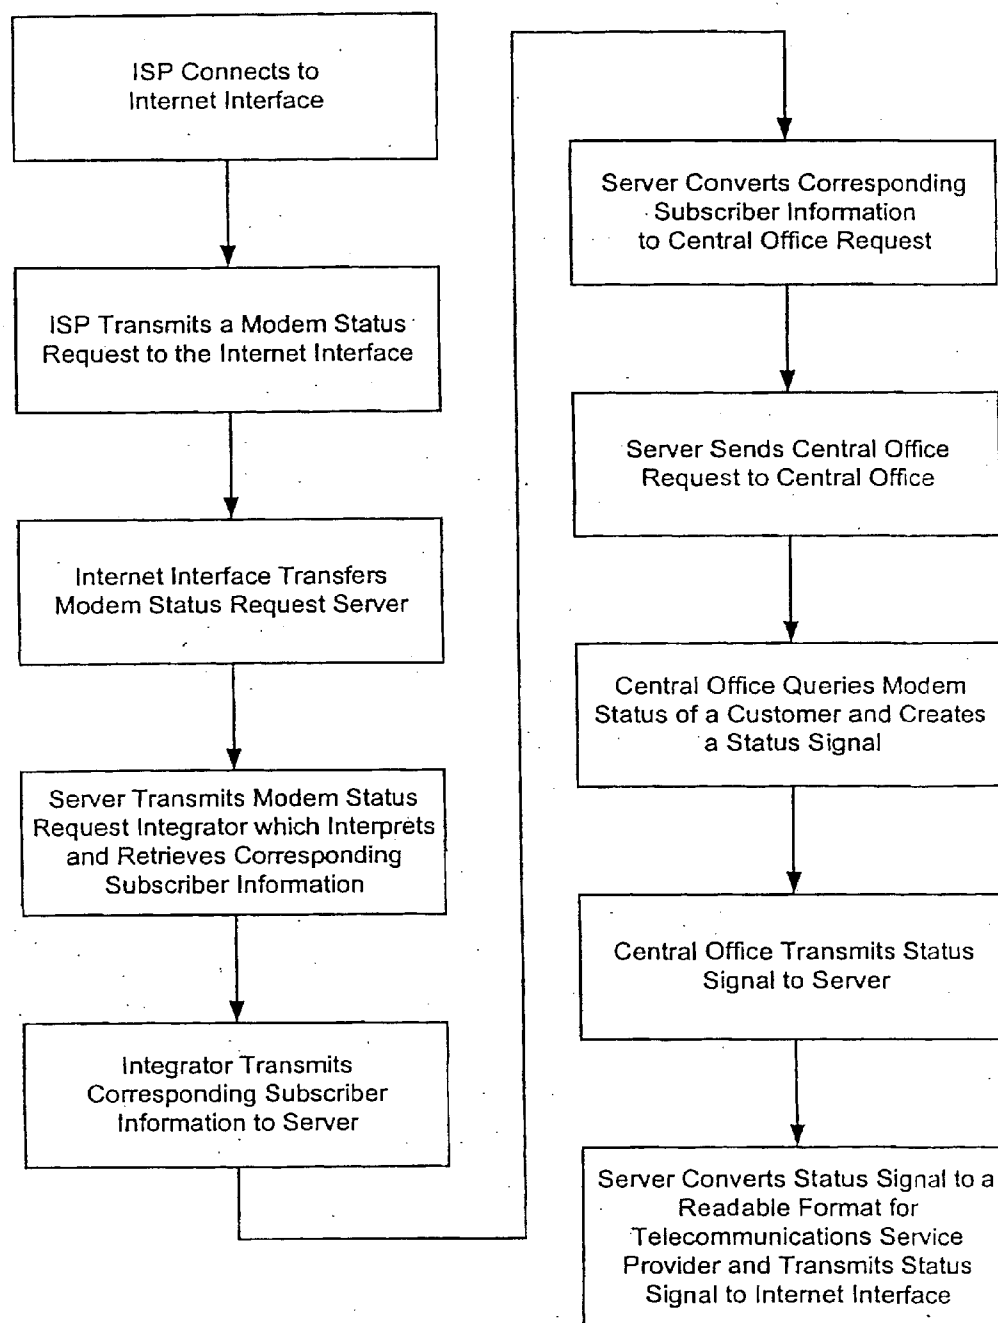 ISP Connects to
Internet Interface
ISP Transmits a Modem Status
Request to the Internet Interface
Internet Interface Transfers
Modem Status Request Server
Server Transmits Modem Status
Request Integrator which Interprets
and Retrieves Corresponding
Subscriber Information
Integrator Transmits
Corresponding Subscriber
Information to Server
Server Converts Corresponding
Subscriber Information
to Central Office Request
Server Sends Central Office
Request to Central Office
Central Office Queries Modem
Status of a Customer and Creates
a Status Signal
Central Office Transmits Status
Signal to Server
Server Converts Status Signal to a
Readable Format for
Telecommunications Service
Provider and Transmits Status
Signal to Internet Interface